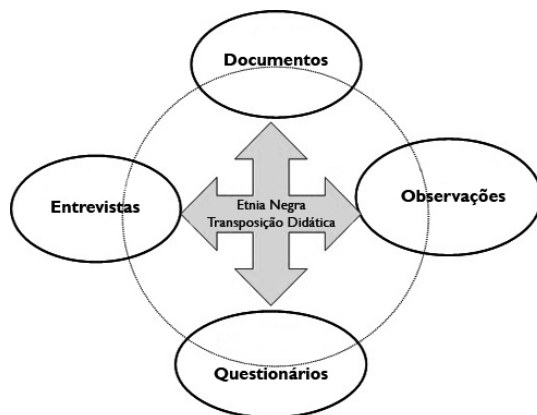 Documentos
Entrevistas
Etnia Negra
Transposição Didática
Observações
Questionários